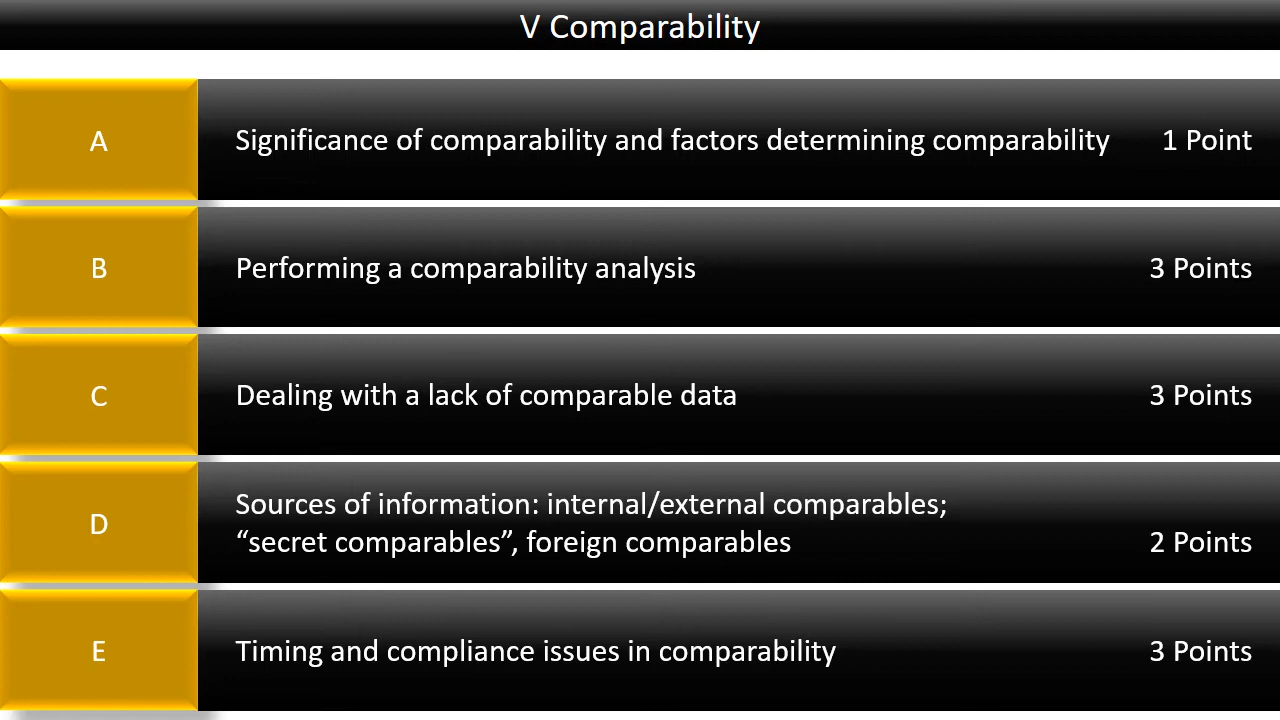 V Comparability
A
Significance of comparability and factors determining comparability 1 Point
B
Performing a comparability analysis 3 Points
C
Dealing with a lack of comparable data 3 Points
D
Sources of information: internal/external comparables;
“secret comparables”, foreign comparables 2 Points
E
Timing and compliance issues in comparability 3 Points